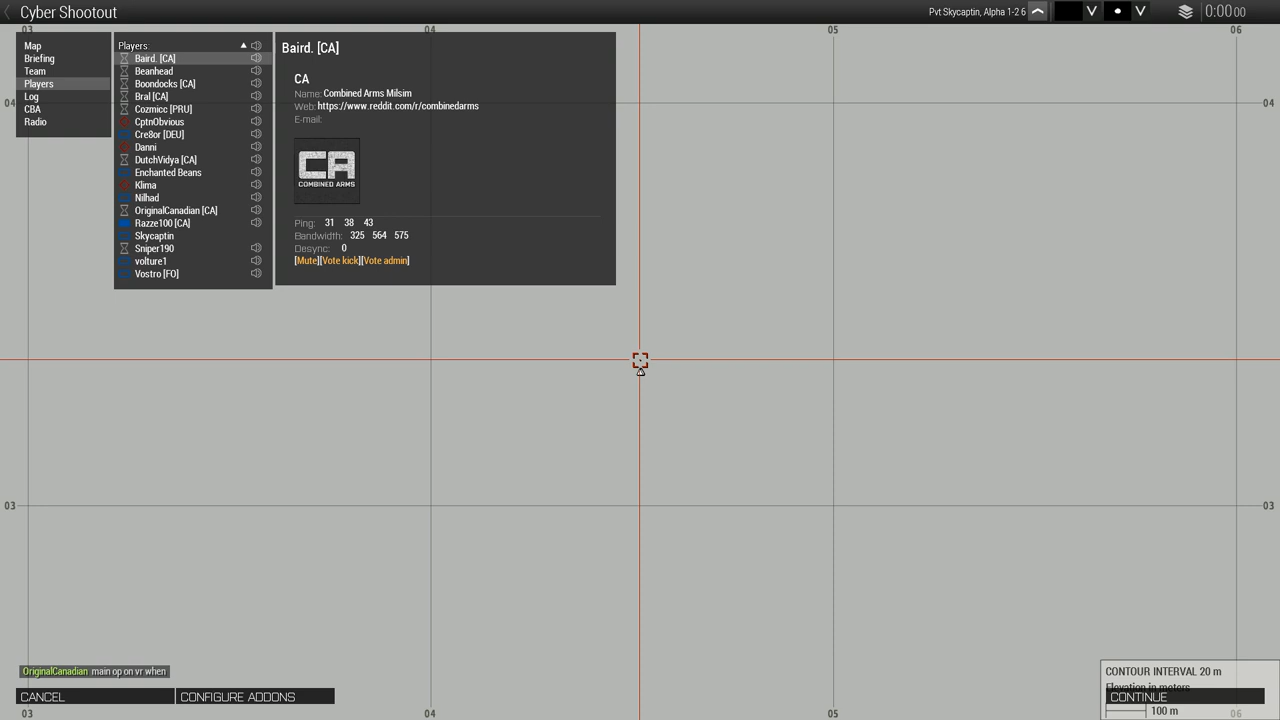 Cyber Shootout
Pvt Skycaptin, Alpha 1-2 6
0:00 00
03 04 05 06
Map
Briefing
Team
Players
Log
CBA
Radio
Players
Baird. [CA]
Beanhead
Boondocks [CA]
Bral [CA]
Cozmicc [PRU]
CptnObvious
Cre8or [DEU]
Danni
DutchVidya [CA]
Enchanted Beans
Klima
Nilhad
OriginalCanadian [CA]
Razze100 [CA]
Skycaptin
Sniper190
volture1
Vostro [FO]
Baird. [CA]
CA
Name: Combined Arms Milsim
Web: https://www.reddit.com/r/combinedarms
E-mail:
CA
COMBINED ARMS
Ping: 31 38 43
Bandwidth: 325 564 575
Desync: 0
[Mute][Vote kick][Vote admin]
04 04
03 03
OriginalCanadian main op on vr when
CANCEL
CONFIGURE ADDONS
CONTOUR INTERVAL 20 m
Elevation in meters
CONTINUE
100 m
03 04 05 06